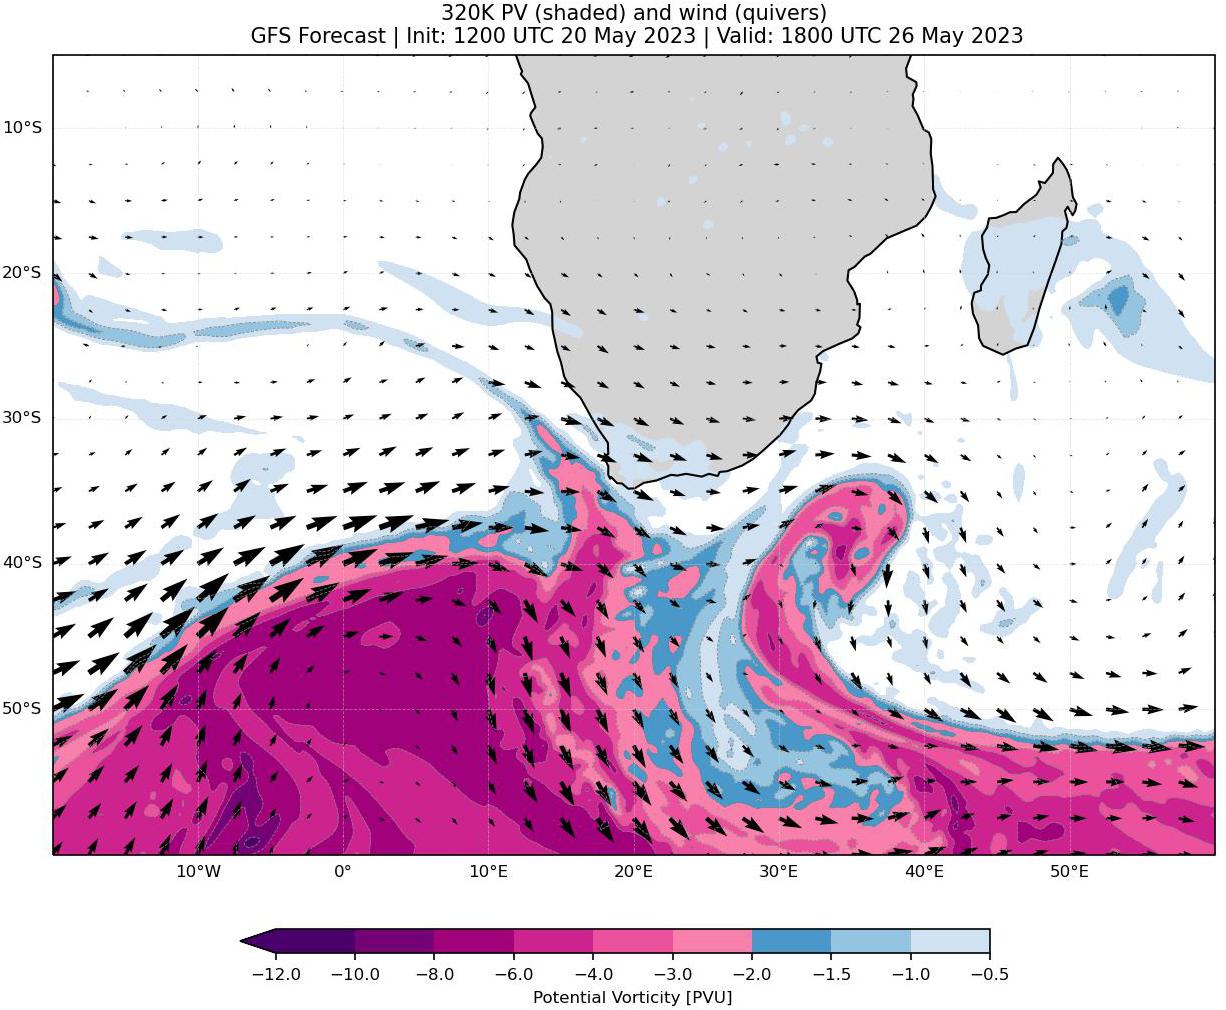 320K PV (shaded) and wind (quivers)
GFS Forecast | Init: 1200 UTC 20 May 2023 | Valid: 1800 UTC 26 May 2023
10°S
20°S
30°S
40°S
50°S
10°W 0° 10°E 20°E 30°E 40°E 50°E
−12.0 −10.0 −8.0 −6.0 −4.0 −3.0 −2.0 −1.5 −1.0 −0.5
Potential Vorticity [PVU]